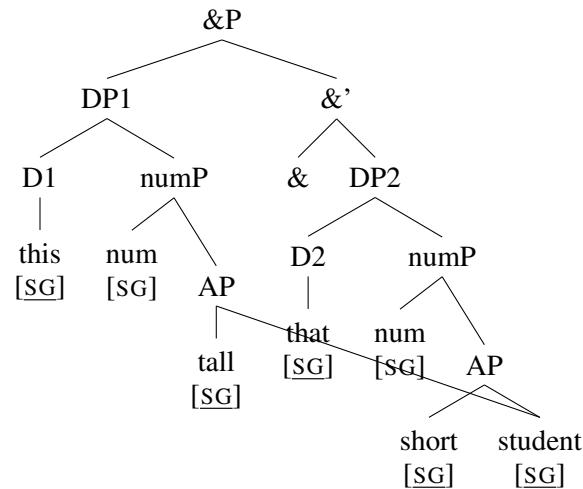 &P
DP1 &’
D1 numP & DP2
this num D2 numP
[SG] [SG] AP
that num
tall [SG] [SG] AP
[SG]
short student
[SG] [SG]